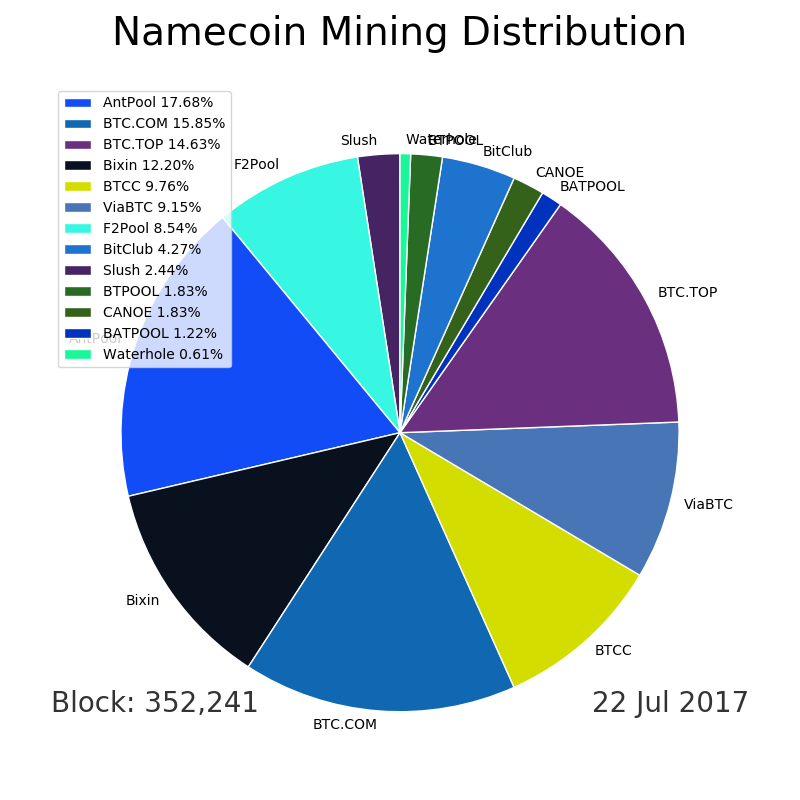 Namecoin Mining Distribution
AntPool 17.68%
BTC.COM 15.85%
BTC.TOP 14.63%
Bixin 12.20%
BTCC 9.76%
ViaBTC 9.15%
F2Pool 8.54%
BitClub 4.27%
Slush 2.44%
BTPOOL 1.83%
CANOE 1.83%
BATPOOL 1.22%
Waterhole 0.61%
Slush
Waterhole
BTPOOL
BitClub
CANOE
BATPOOL
F2Pool
BTC.TOP
AntPool
ViaBTC
Bixin
BTCC
BTC.COM
Block: 352,241
22 Jul 2017